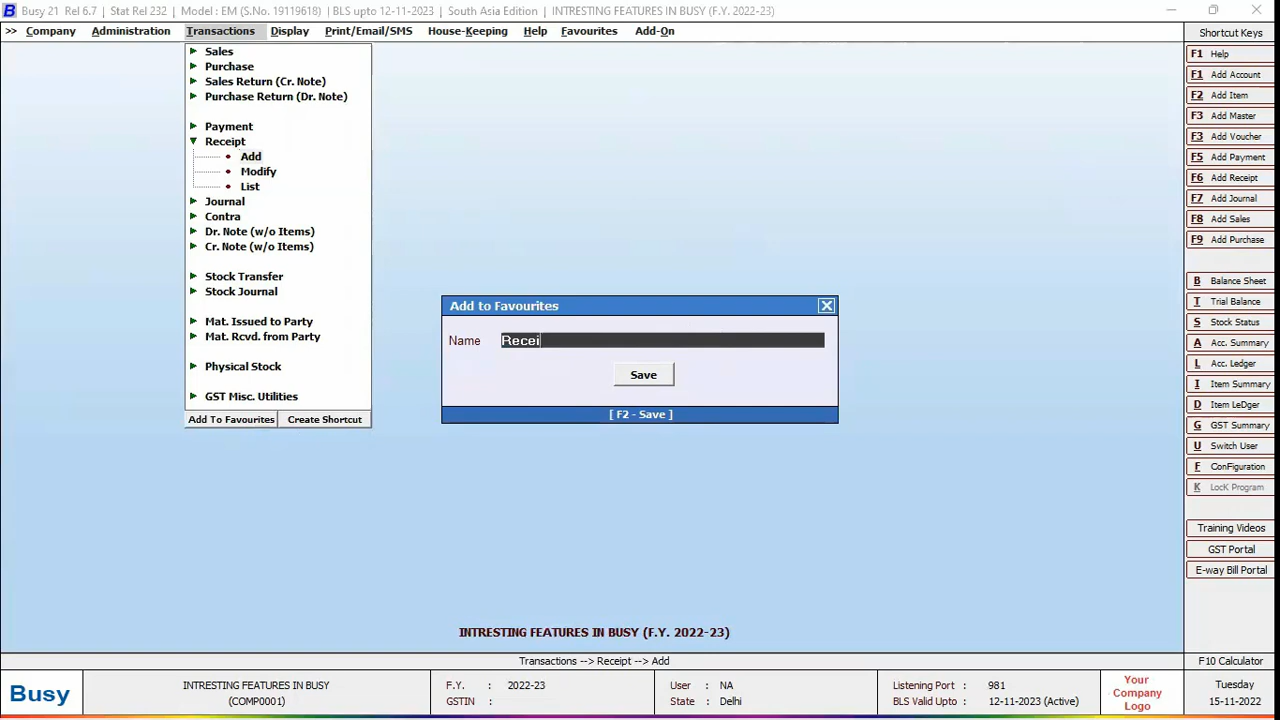 Busy 21 Rel 6.7 | Stat Rel 232 | Model : EM (S.No. 19119618) | BLS upto 12-11-2023 | South Asia Edition | INTRESTING FEATURES IN BUSY (F.Y. 2022-23)
>> Company Administration Transactions Display Print/Email/SMS House-Keeping Help Favourites Add-On
Sales
Purchase
Sales Return (Cr. Note)
Purchase Return (Dr. Note)
Payment
Receipt
Add
Modify
List
Journal
Contra
Dr. Note (w/o Items)
Cr. Note (w/o Items)
Stock Transfer
Stock Journal
Mat. Issued to Party
Mat. Rcvd. from Party
Physical Stock
GST Misc. Utilities
Add To Favourites Create Shortcut
Add to Favourites
Name Recei
Save
[ F2 - Save ]
Shortcut Keys
F1 Help
F1 Add Account
F2 Add Item
F3 Add Master
F3 Add Voucher
F5 Add Payment
F6 Add Receipt
F7 Add Journal
F8 Add Sales
F9 Add Purchase
B Balance Sheet
T Trial Balance
S Stock Status
A Acc. Summary
L Acc. Ledger
I Item Summary
D Item LeDger
G GST Summary
U Switch User
F ConFiguration
K LocK Program
Training Videos
GST Portal
E-way Bill Portal
INTRESTING FEATURES IN BUSY (F.Y. 2022-23)
Transactions --> Receipt --> Add
F10 Calculator
Busy
INTRESTING FEATURES IN BUSY
(COMP0001)
F.Y. : 2022-23
GSTIN :
User : NA
State : Delhi
Listening Port : 981
BLS Valid Upto : 12-11-2023 (Active)
Your
Company
Logo
Tuesday
15-11-2022